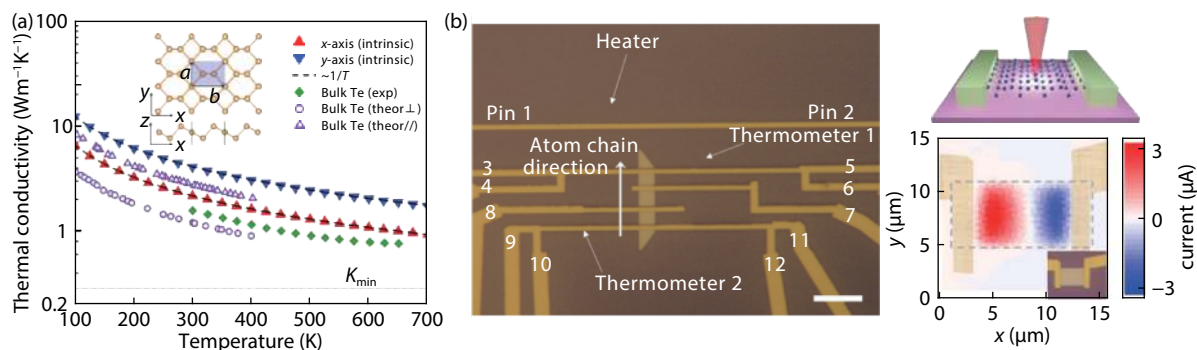 (a)
100
10
1
0.2
Thermal conductivity (Wm⁻¹K⁻¹)
100 200 300 400 500 600 700
Temperature (K)
a
b
y
x
z
x
x-axis (intrinsic)
y-axis (intrinsic)
~1/T
Bulk Te (exp)
Bulk Te (theor⊥)
Bulk Te (theor//)
Kmin
(b)
Heater
Pin 1
Pin 2
Thermometer 1
Atom chain
direction
3
4
5
6
8
7
9
10
11
12
Thermometer 2
15
10
5
0
y (μm)
0 5 10 15
x (μm)
3
0
−3
current (μA)